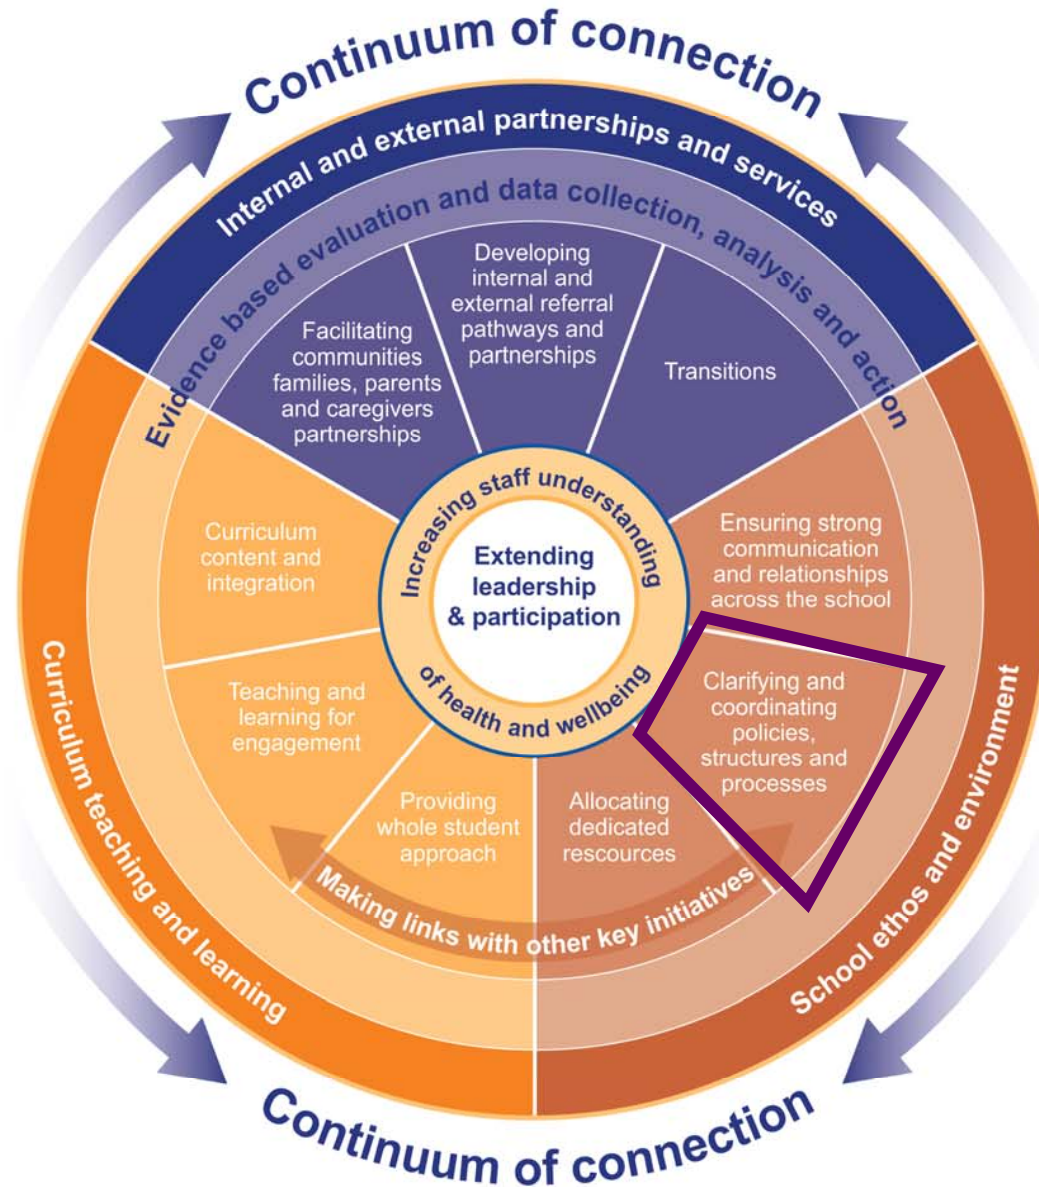 Continuum of connection
Internal and external partnerships and services
Evidence based evaluation and data collection, analysis and action
Developing
internal and
external referral
pathways and
partnerships
Facilitating
communities
families, parents
and caregivers
partnerships
Transitions
Increasing staff understanding
of health and wellbeing
Extending
leadership
& participation
Curriculum
content and
integration
Ensuring strong
communication
and relationships
across the school
Teaching and
learning for
engagement
Clarifying and
coordinating
policies,
structures and
processes
Providing
whole student
approach
Allocating
dedicated
rescources
Making links with other key initiatives
Curriculum teaching and learning
School ethos and environment
Continuum of connection